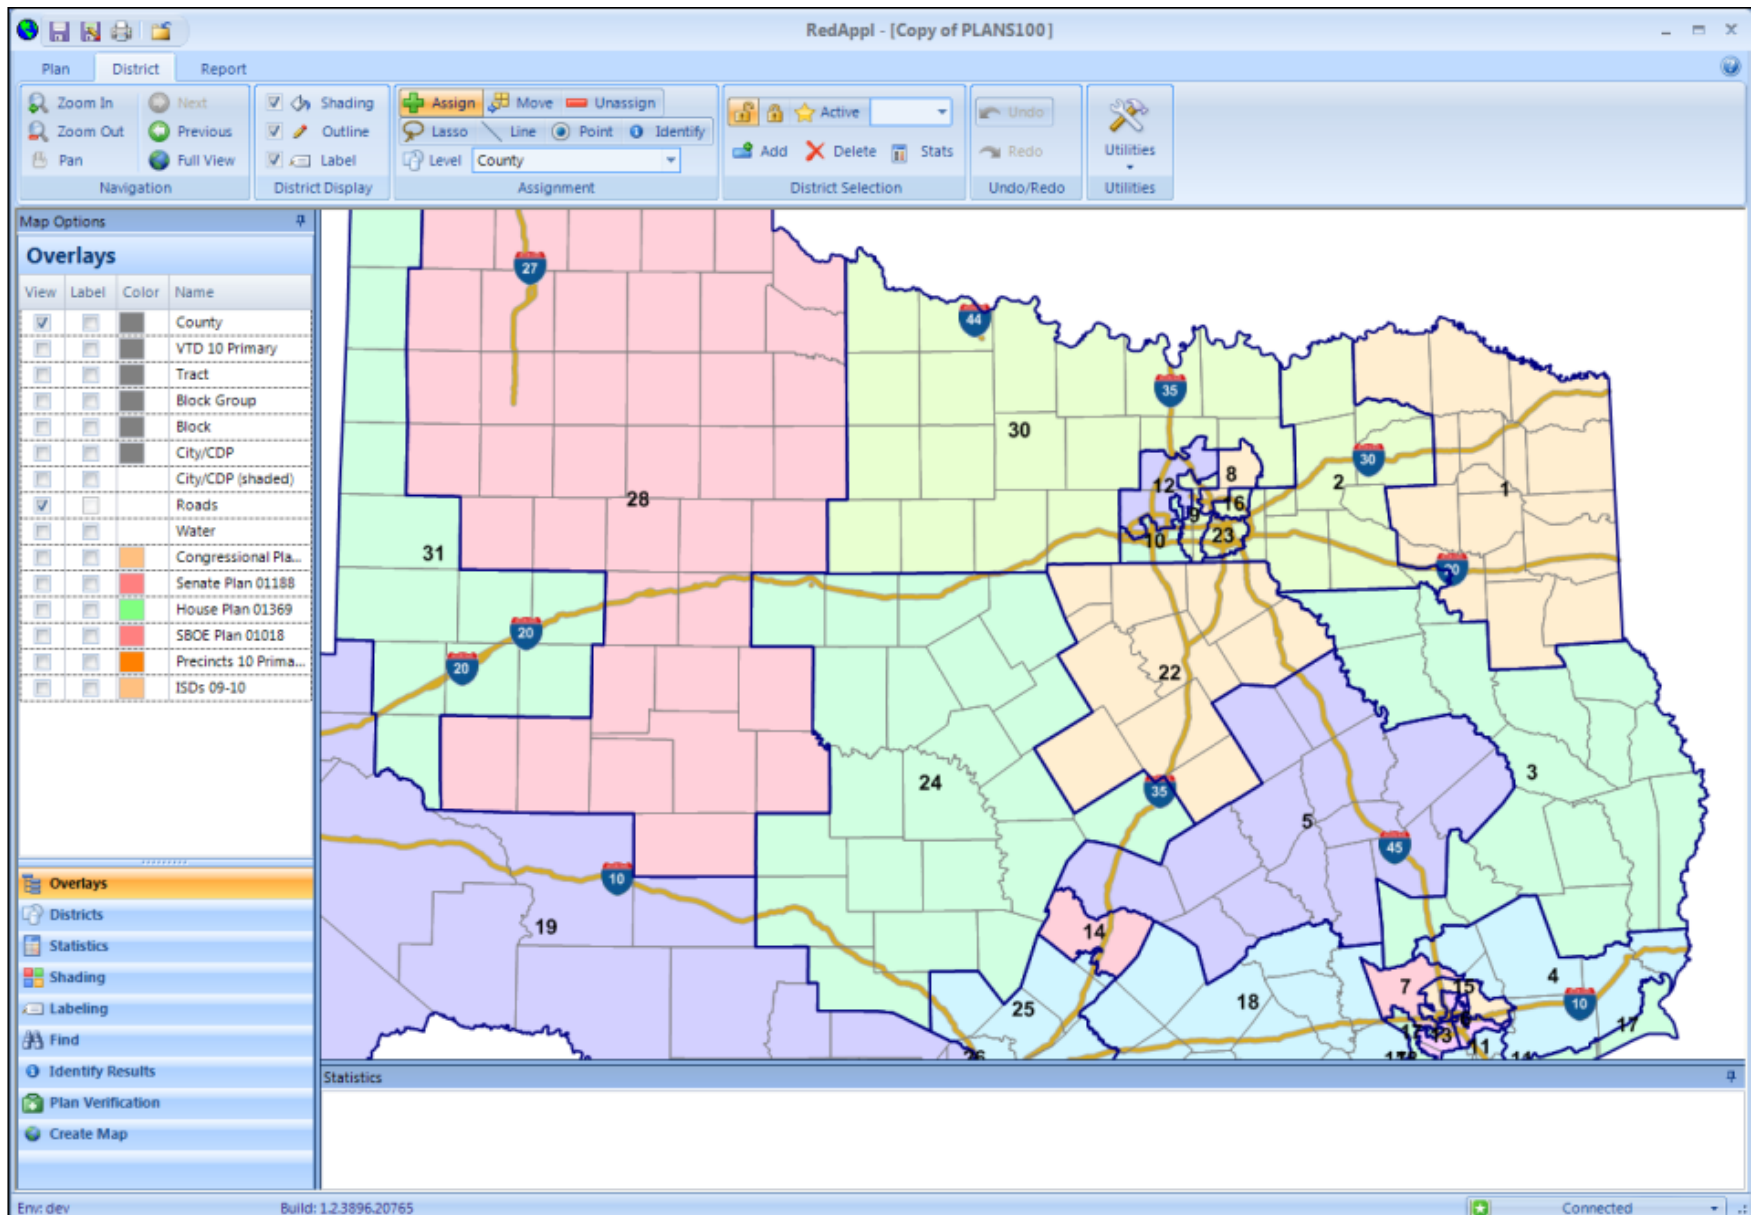 RedAppl - [Copy of PLANS100]
Plan District Report
Zoom In Next
Zoom Out Previous
Pan Full View
Navigation
Shading
Outline
Label
District Display
Assign Move Unassign
Lasso Line Point Identify
Level County
Assignment
Active
Add Delete Stats
District Selection
Undo
Redo
Undo/Redo
Utilities
Utilities
Map Options
Overlays
View Label Color Name
County
VTD 10 Primary
Tract
Block Group
Block
City/CDP
City/CDP (shaded)
Roads
Water
Congressional Pla...
Senate Plan 01188
House Plan 01369
SBOE Plan 01018
Precincts 10 Prima...
ISDs 09-10
Overlays
Districts
Statistics
Shading
Labeling
Find
Identify Results
Plan Verification
Create Map
27
44
35
30
30
8
12
2
1
28
16
9
23
10
31
20
20
20
22
24
3
35
5
45
10
19
14
4
7
15
25
18
10
17
13
11
26
Statistics
Env: dev Build: 1.2.3896.20765 Connected